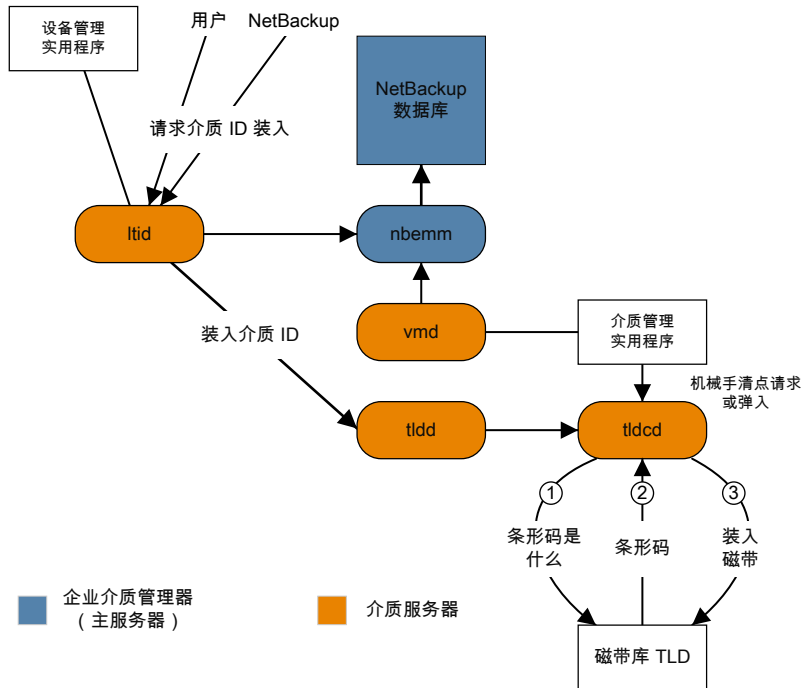 设备管理
实用程序
用户
NetBackup
NetBackup
数据库
请求介质 ID 装入
ltid
nbemm
装入介质 ID
vmd
介质管理
实用程序
机械手清点请求
或弹入
tldd
tldcd
1
2
3
条形码是
什么
条形码
装入
磁带
企业介质管理器
（主服务器）
介质服务器
磁带库 TLD